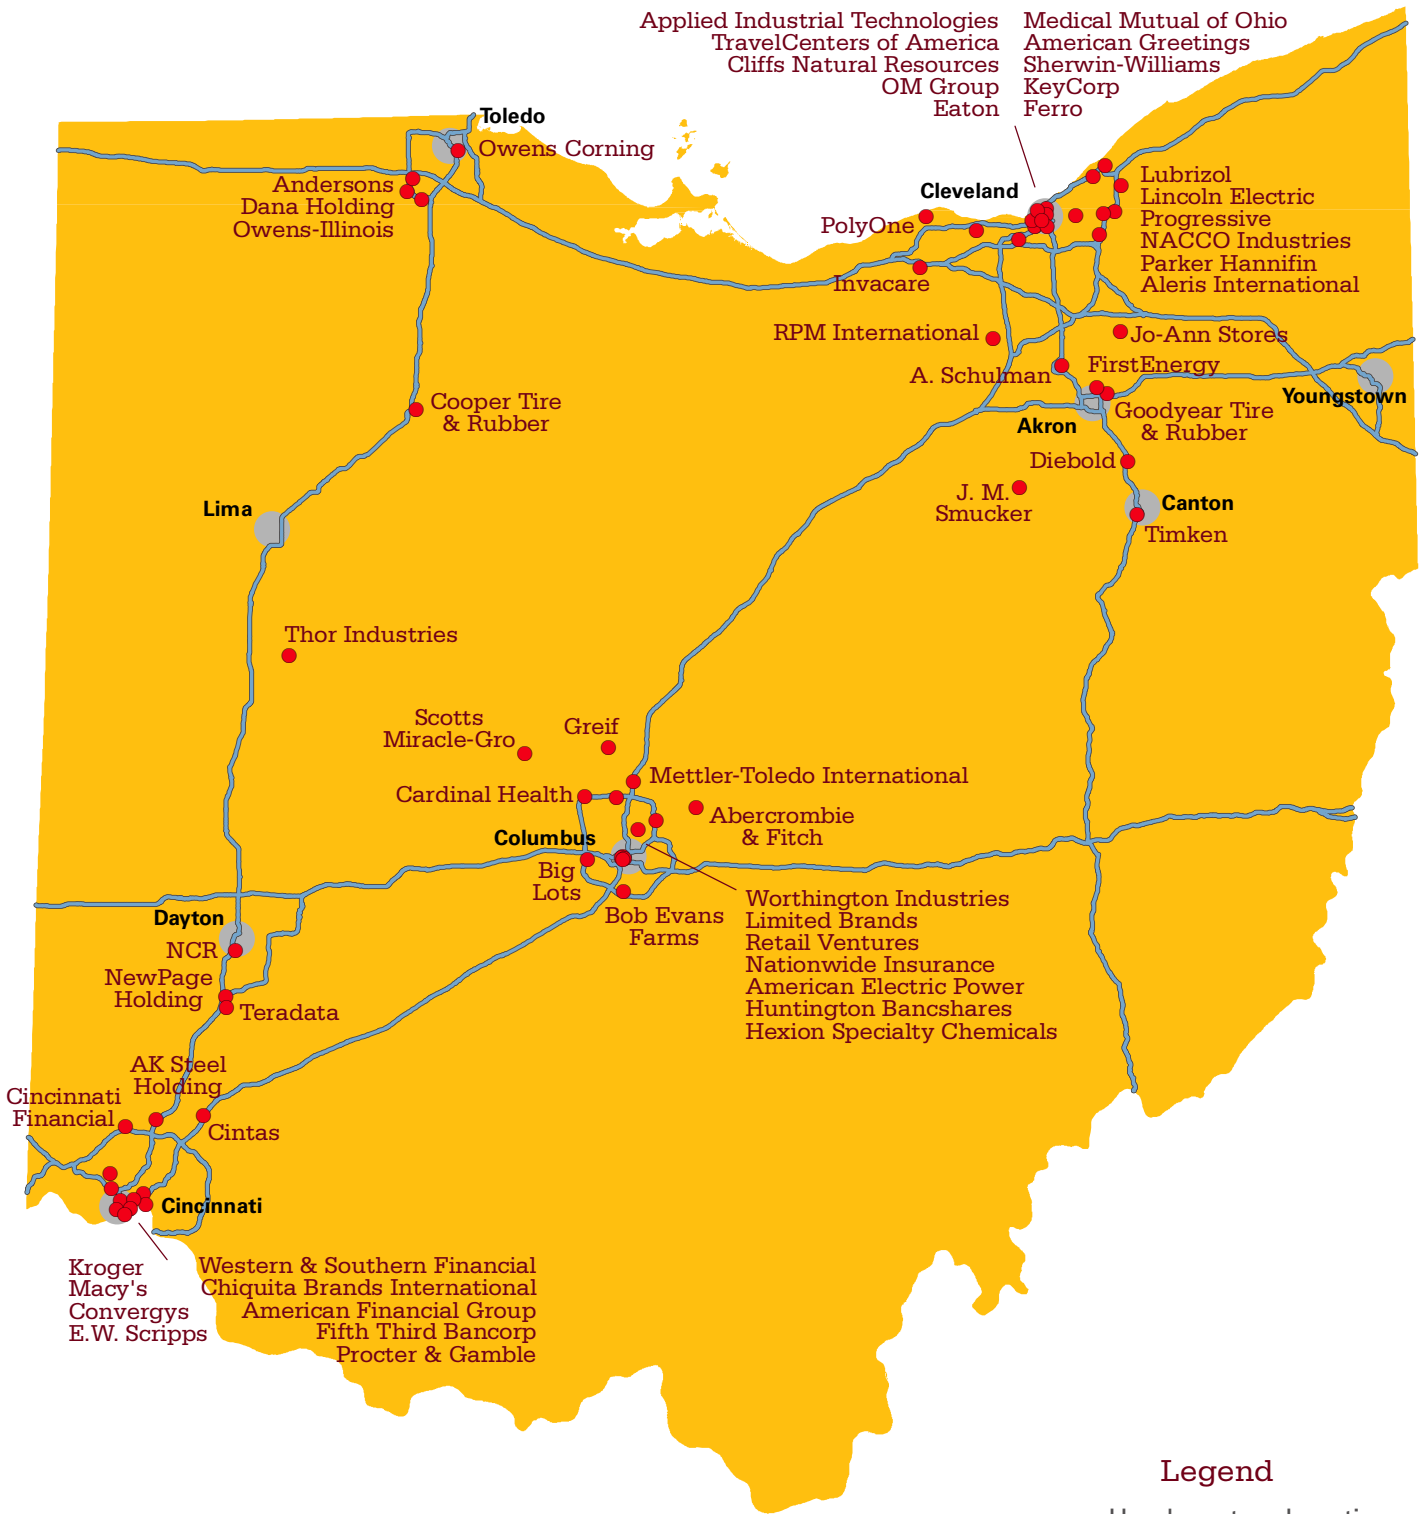 Applied Industrial Technologies
TravelCenters of America
Cliffs Natural Resources
OM Group
Eaton
Medical Mutual of Ohio
American Greetings
Sherwin-Williams
KeyCorp
Ferro
Toledo
Owens Corning
Andersons
Dana Holding
Owens-Illinois
Cleveland
PolyOne
Invacare
Lubrizol
Lincoln Electric
Progressive
NACCO Industries
Parker Hannifin
Aleris International
RPM International
Jo-Ann Stores
A. Schulman
FirstEnergy
Youngstown
Cooper Tire
& Rubber
Goodyear Tire
& Rubber
Akron
Diebold
J. M.
Smucker
Canton
Timken
Lima
Thor Industries
Scotts
Miracle-Gro
Greif
Mettler-Toledo International
Cardinal Health
Abercrombie
& Fitch
Columbus
Big
Lots
Bob Evans
Farms
Worthington Industries
Limited Brands
Retail Ventures
Nationwide Insurance
American Electric Power
Huntington Bancshares
Hexion Specialty Chemicals
Dayton
NCR
NewPage
Holding
Teradata
AK Steel
Holding
Cincinnati
Financial
Cintas
Cincinnati
Kroger
Macy's
Convergys
E.W. Scripps
Western & Southern Financial
Chiquita Brands International
American Financial Group
Fifth Third Bancorp
Procter & Gamble
Legend